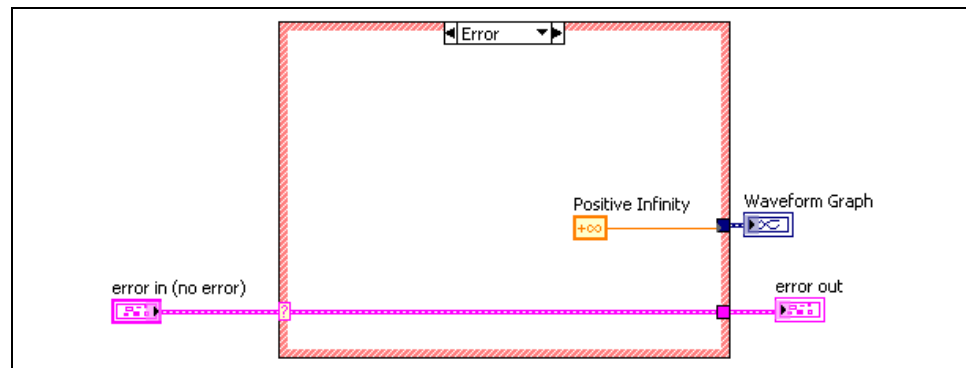 Error
Positive Infinity
+∞
Waveform Graph
error in (no error)
?
error out